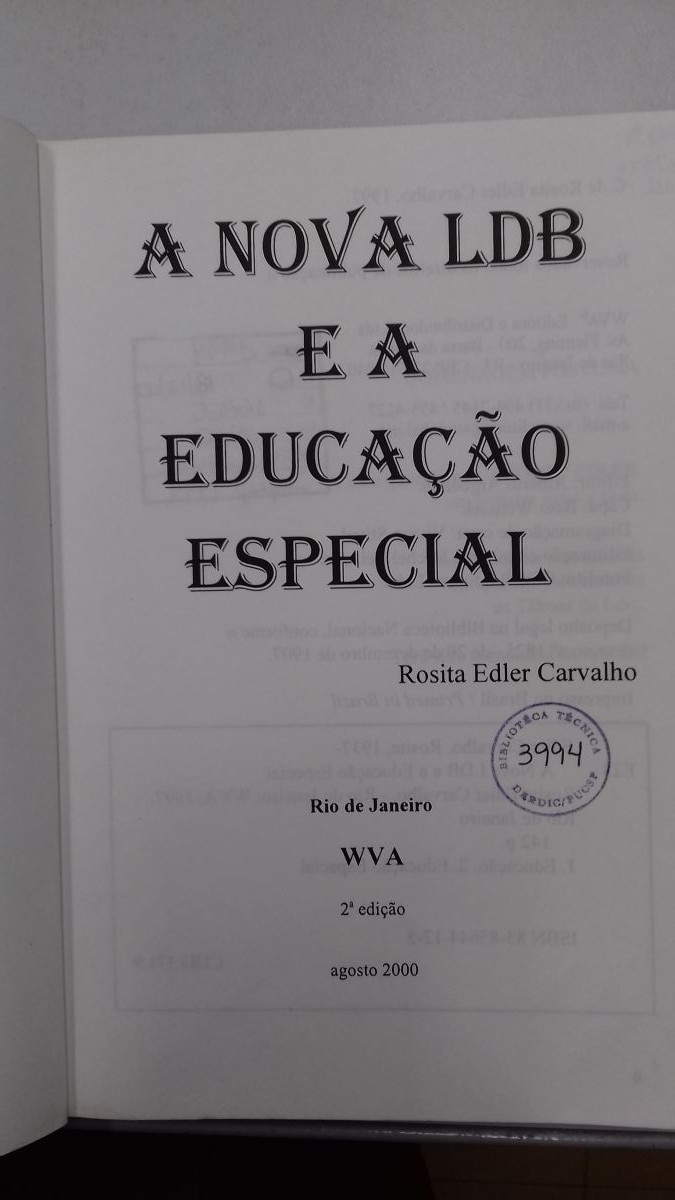 A NOVA LDB
E A
EDUCAÇÃO
ESPECIAL
Rosita Edler Carvalho
BIBLIOTÉCA TÉCNICA
3994
DERDIC/PUCSP
Rio de Janeiro
WVA
2ª edição
agosto 2000